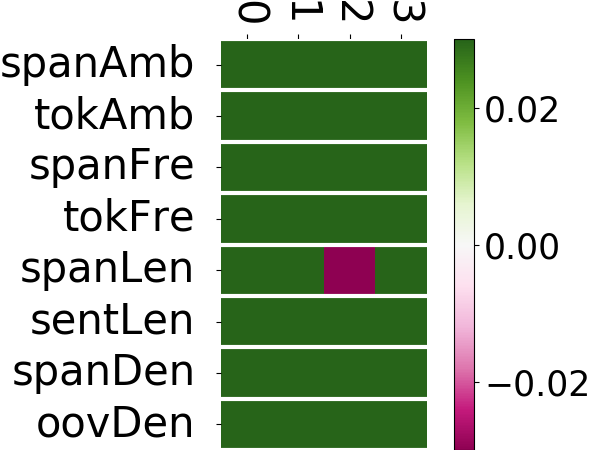 0 1 2 3
spanAmb
tokAmb
spanFre
tokFre
spanLen
sentLen
spanDen
oovDen
0.02
0.00
−0.02